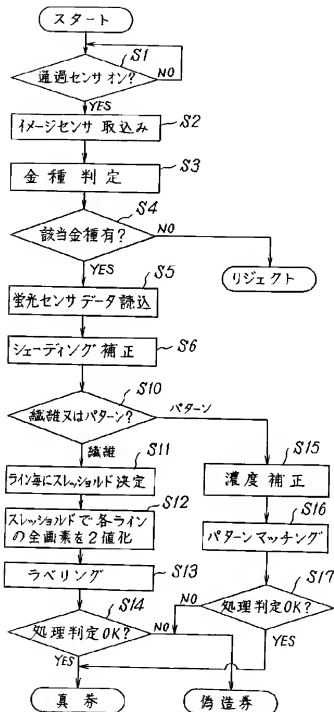 スタート
S1
通過センサオン?
NO
YES
S2
イメージセンサ取込み
S3
金種判定
S4
該当金種有?
NO
YES
リジェクト
S5
蛍光センサデータ読込
S6
シェーディング補正
S10
繊維又はパターン?
パターン
繊維
S11
ライン毎にスレッショルド決定
S15
濃度補正
S12
スレッショルドで各ライン
の全画素を2値化
S16
パターンマッチング
S13
ラベリング
S17
処理判定OK?
NO
YES
S14
処理判定OK?
NO
YES
真券
偽造券